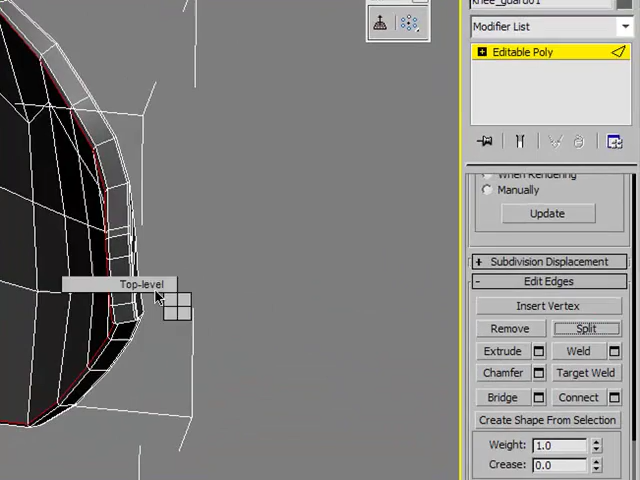 knee_guard01
Modifier List
Editable Poly
When Rendering
Manually
Update
+ Subdivision Displacement
- Edit Edges
Insert Vertex
Remove Split
Extrude Weld
Chamfer Target Weld
Bridge Connect
Create Shape From Selection
Weight: 1.0
Crease: 0.0
Top-level